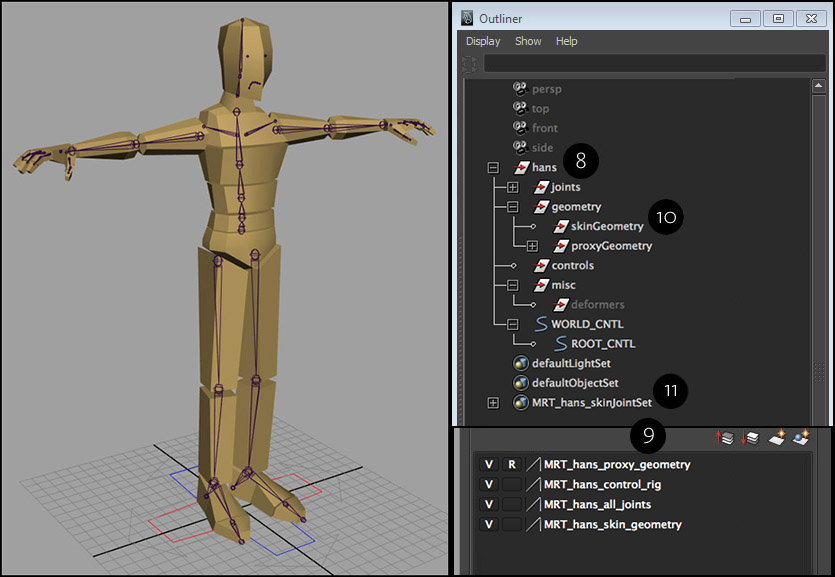 Outliner
Display Show Help
persp
top
front
side
hans 8
joints
geometry
skinGeometry 10
proxyGeometry
controls
misc
deformers
WORLD_CNTL
ROOT_CNTL
defaultLightSet
defaultObjectSet
MRT_hans_skinJointSet 11
9
V R MRT_hans_proxy_geometry
V MRT_hans_control_rig
V MRT_hans_all_joints
V MRT_hans_skin_geometry